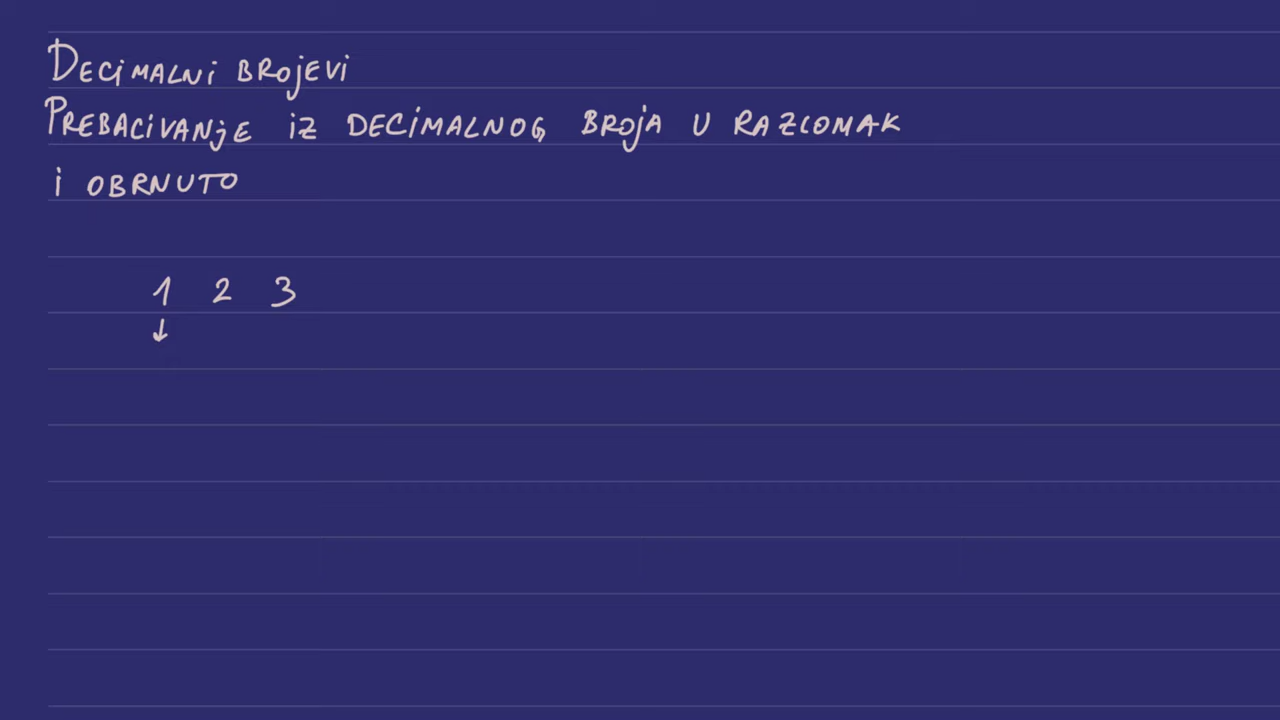 DECIMALNI BROJEVI
PREBACIVANJE IZ DECIMALNOG BROJA U RAZLOMAK
I OBRNUTO
1 2 3
↓